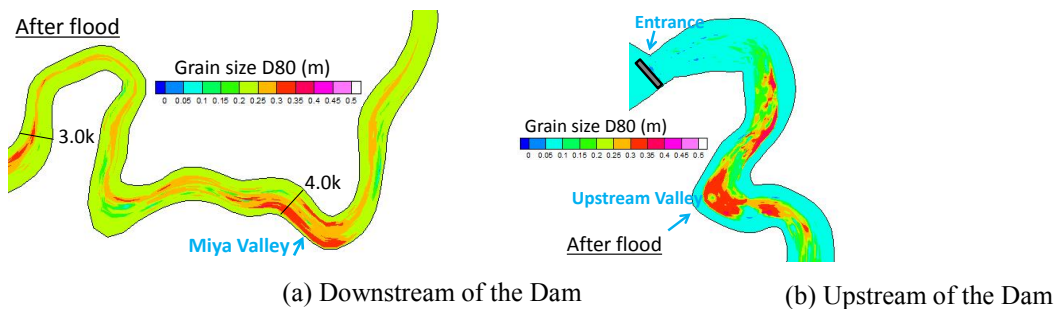 After flood
Grain size D80 (m)
0 0.05 0.1 0.15 0.2 0.25 0.3 0.35 0.4 0.45 0.5
3.0k
4.0k
Miya Valley
(a) Downstream of the Dam
Entrance
Grain size D80 (m)
0 0.05 0.1 0.15 0.2 0.25 0.3 0.35 0.4 0.45 0.5
Upstream Valley
After flood
(b) Upstream of the Dam